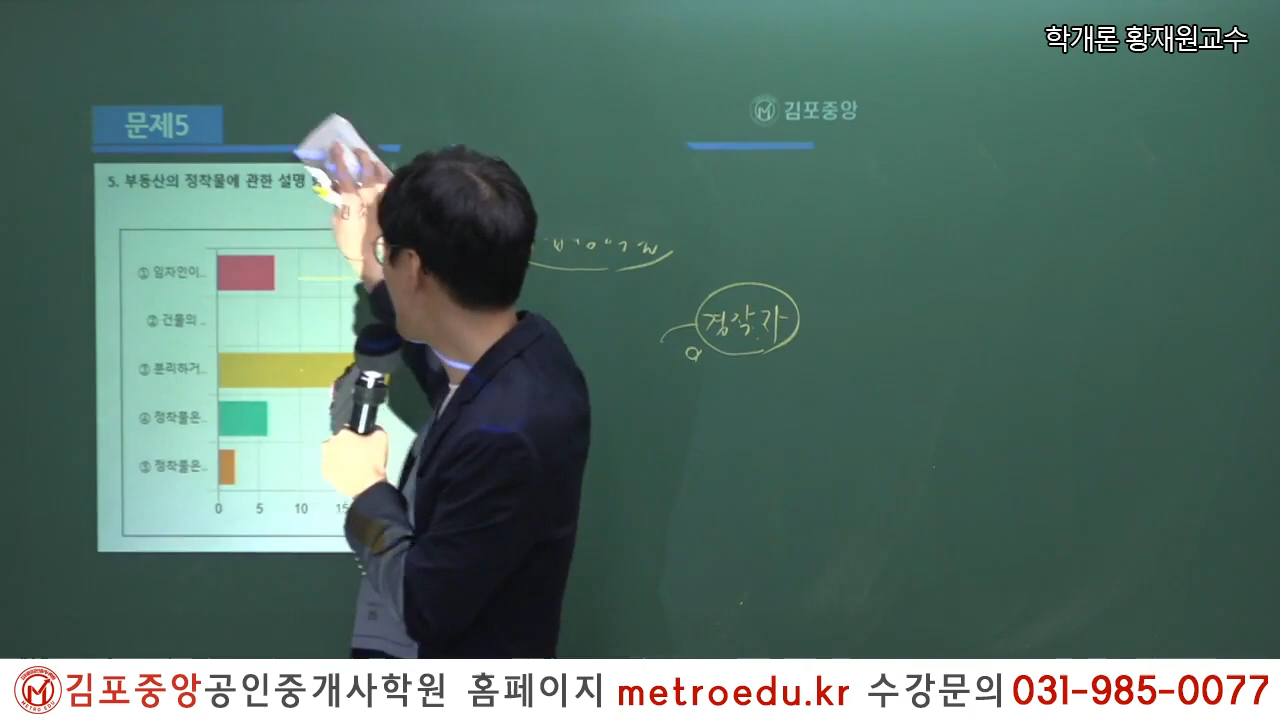 학개론 황재원교수
김포중앙
문제5
5. 부동산의 정착물에 관한 설명
① 임차인이..
② 건물의 ..
③ 분리하거..
④ 정착물은..
⑤ 정착물은..
0 5 10 15
김포중앙공인중개사학원 홈페이지 metroedu.kr 수강문의 031-985-0077